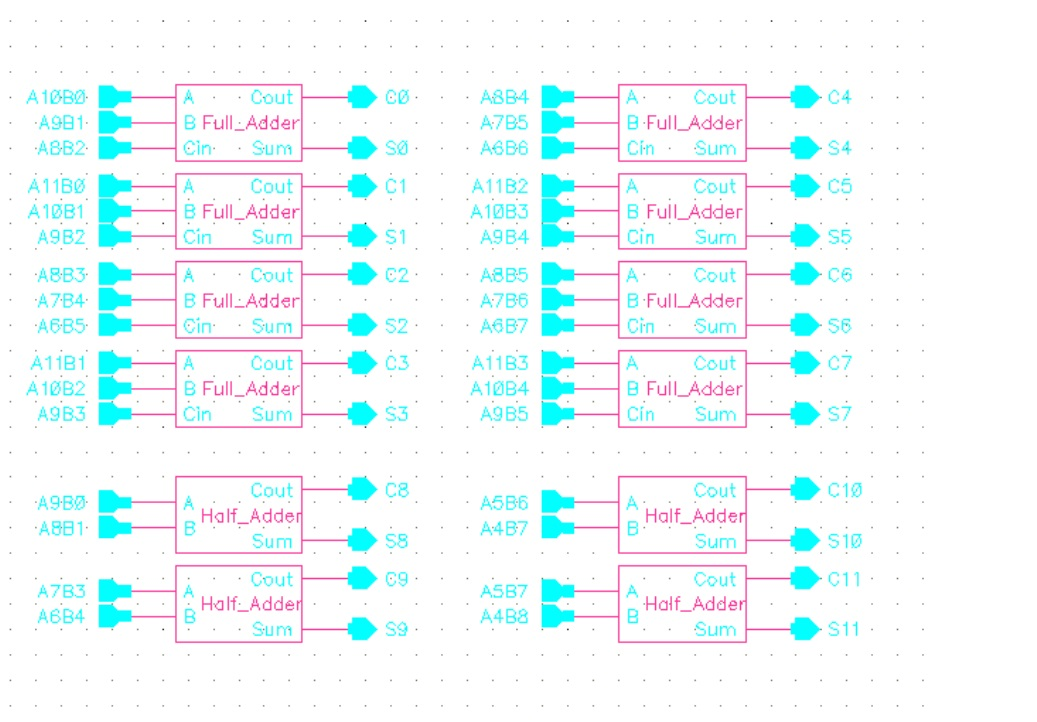 A10B0 A Cout C0
A9B1 B Full_Adder
A8B2 Cin Sum S0
A11B0 A Cout C1
A10B1 B Full_Adder
A9B2 Cin Sum S1
A8B3 A Cout C2
A7B4 B Full_Adder
A6B5 Cin Sum S2
A11B1 A Cout C3
A10B2 B Full_Adder
A9B3 Cin Sum S3
A9B0 A Cout C8
Half_Adder
A8B1 B Sum S8
A7B3 A Cout C9
Half_Adder
A6B4 B Sum S9
A8B4 A Cout C4
A7B5 B Full_Adder
A6B6 Cin Sum S4
A11B2 A Cout C5
A10B3 B Full_Adder
A9B4 Cin Sum S5
A8B5 A Cout C6
A7B6 B Full_Adder
A6B7 Cin Sum S6
A11B3 A Cout C7
A10B4 B Full_Adder
A9B5 Cin Sum S7
A5B6 A Cout C10
Half_Adder
A4B7 B Sum S10
A5B7 A Cout C11
Half_Adder
A4B8 B Sum S11